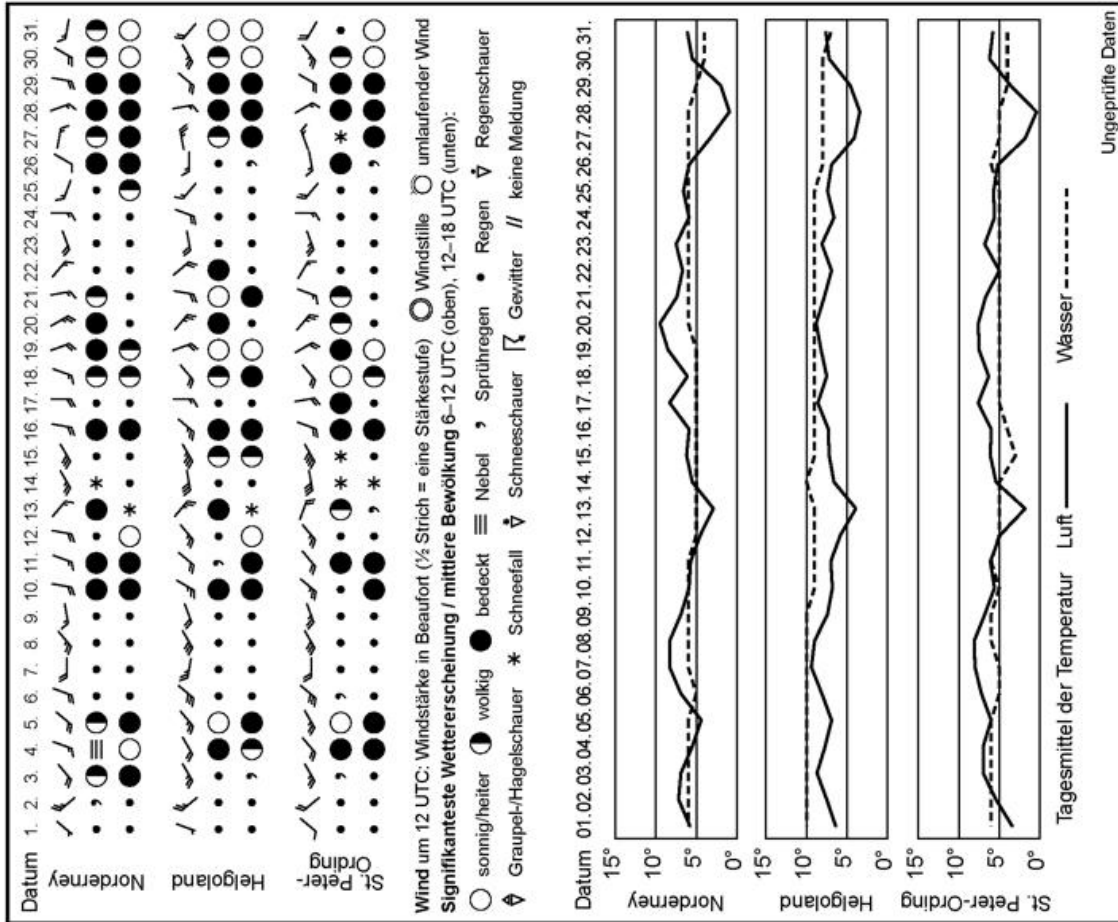 Datum 1. 2. 3. 4. 5. 6. 7. 8. 9. 10. 11. 12. 13. 14. 15. 16. 17. 18. 19. 20. 21. 22. 23. 24. 25. 26. 27. 28. 29. 30. 31.
Norderney
Helgoland
St. Peter-
Ording
Wind um 12 UTC: Windstärke in Beaufort (½ Strich = eine Stärkestufe) Windstille umlaufender Wind
Signifikanteste Wettererscheinung / mittlere Bewölkung 6–12 UTC (oben), 12–18 UTC (unten):
sonnig/heiter wolkig bedeckt Nebel Sprühregen Regen Regenschauer
Graupel-/Hagelschauer Schneefall Schneeschauer Gewitter // keine Meldung
Datum 01. 02. 03. 04. 05. 06. 07. 08. 09. 10. 11. 12. 13. 14. 15. 16. 17. 18. 19. 20. 21. 22. 23. 24. 25. 26. 27. 28. 29. 30. 31.
Norderney
15°
10°
5°
0°
Helgoland
15°
10°
5°
0°
St. Peter-Ording
15°
10°
5°
0°
Tagesmittel der Temperatur Luft Wasser
Ungeprüfte Daten